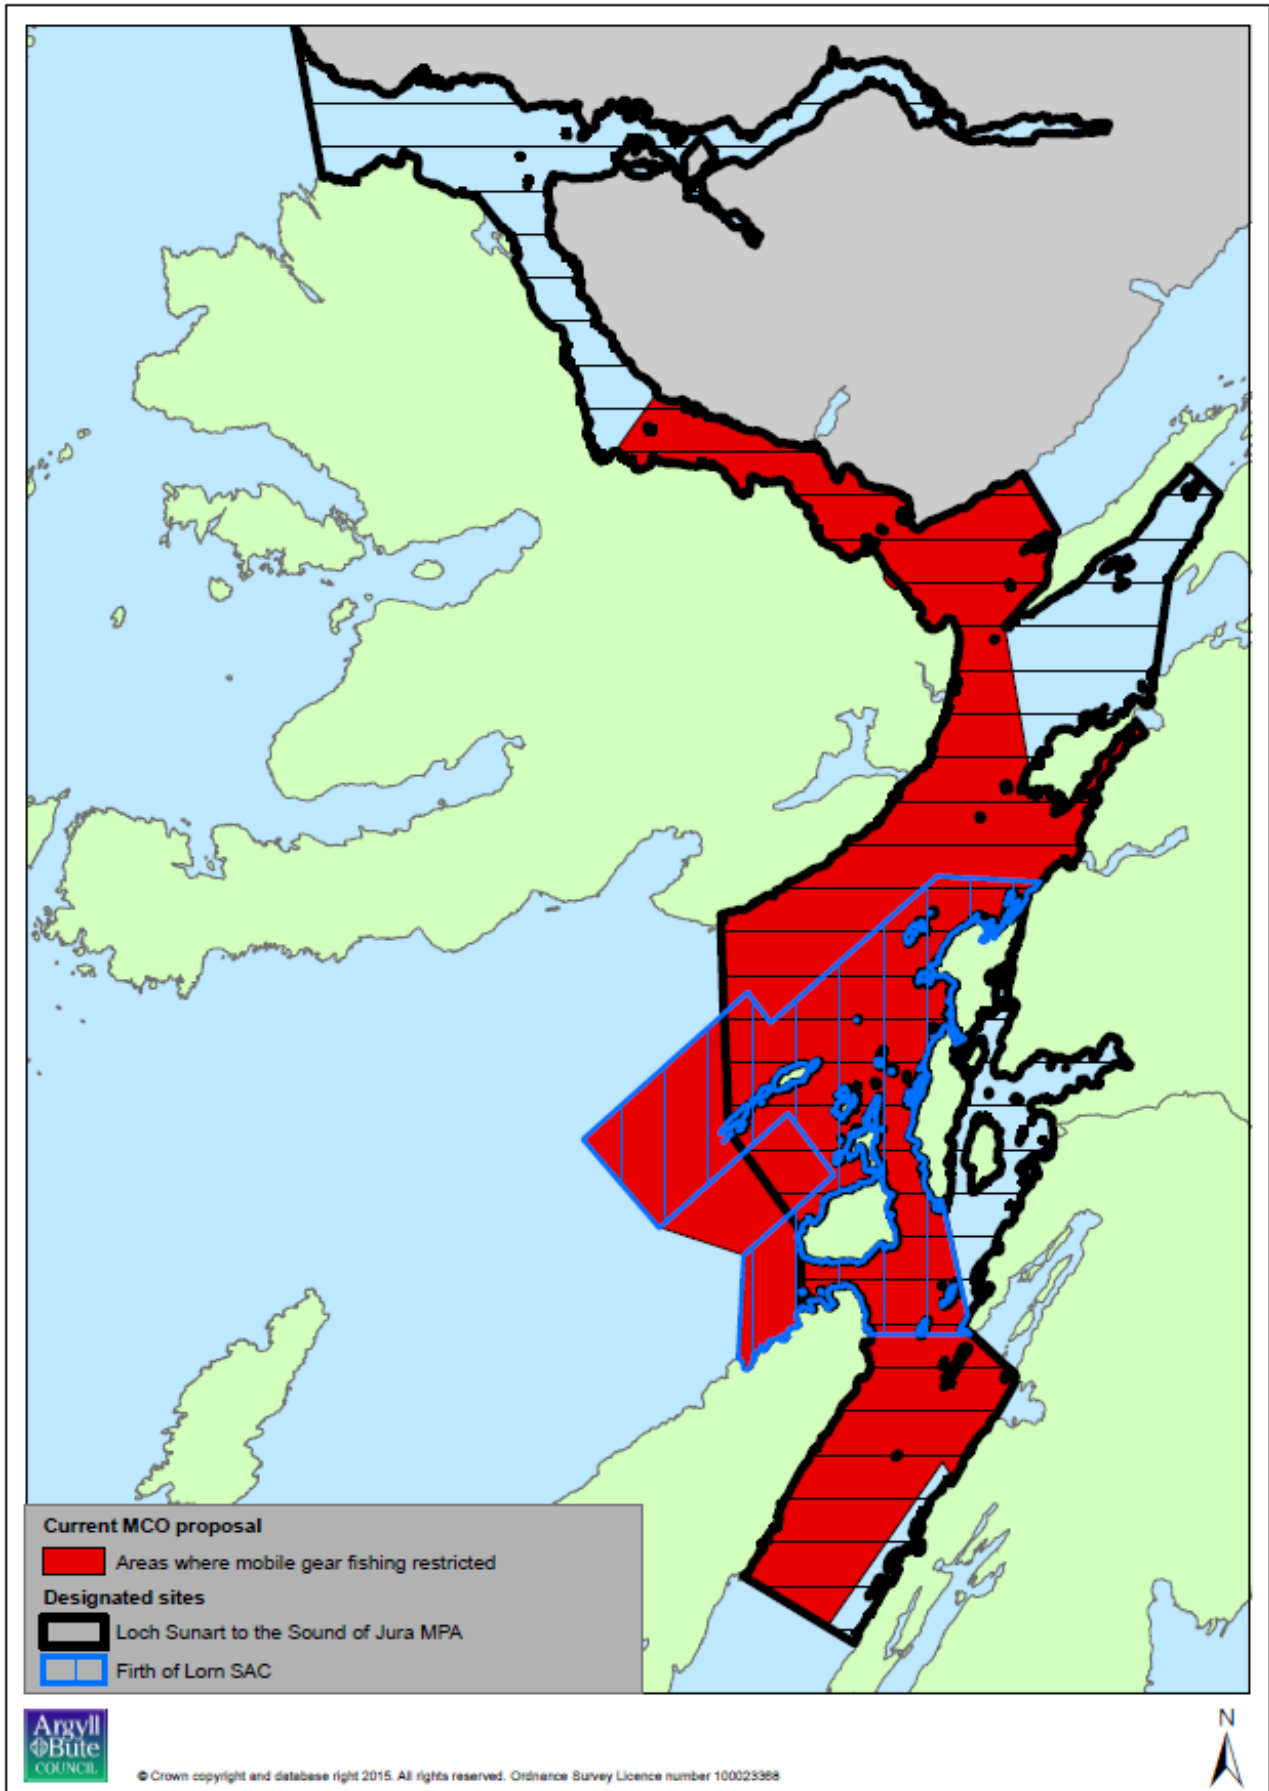 Current MCO proposal
Areas where mobile gear fishing restricted
Designated sites
Loch Sunart to the Sound of Jura MPA
Firth of Lorn SAC
Argyll
&Bute
COUNCIL
© Crown copyright and database right 2015. All rights reserved. Ordnance Survey Licence number 100023368
N